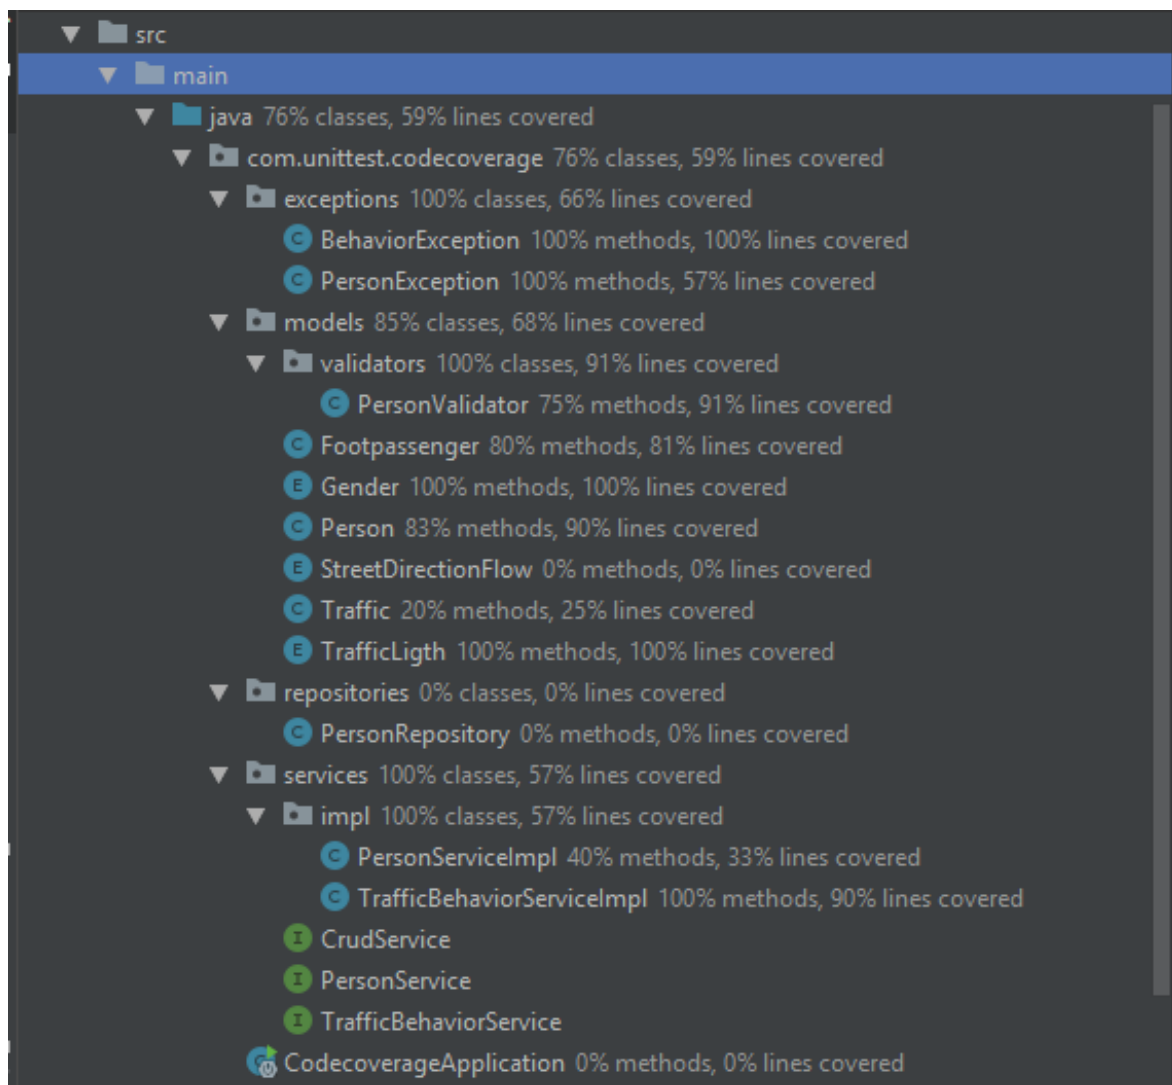 src
main
java 76% classes, 59% lines covered
com.unittest.codecoverage 76% classes, 59% lines covered
exceptions 100% classes, 66% lines covered
BehaviorException 100% methods, 100% lines covered
PersonException 100% methods, 57% lines covered
models 85% classes, 68% lines covered
validators 100% classes, 91% lines covered
PersonValidator 75% methods, 91% lines covered
Footpassenger 80% methods, 81% lines covered
Gender 100% methods, 100% lines covered
Person 83% methods, 90% lines covered
StreetDirectionFlow 0% methods, 0% lines covered
Traffic 20% methods, 25% lines covered
TrafficLigth 100% methods, 100% lines covered
repositories 0% classes, 0% lines covered
PersonRepository 0% methods, 0% lines covered
services 100% classes, 57% lines covered
impl 100% classes, 57% lines covered
PersonServiceImpl 40% methods, 33% lines covered
TrafficBehaviorServiceImpl 100% methods, 90% lines covered
CrudService
PersonService
TrafficBehaviorService
CodecoverageApplication 0% methods, 0% lines covered